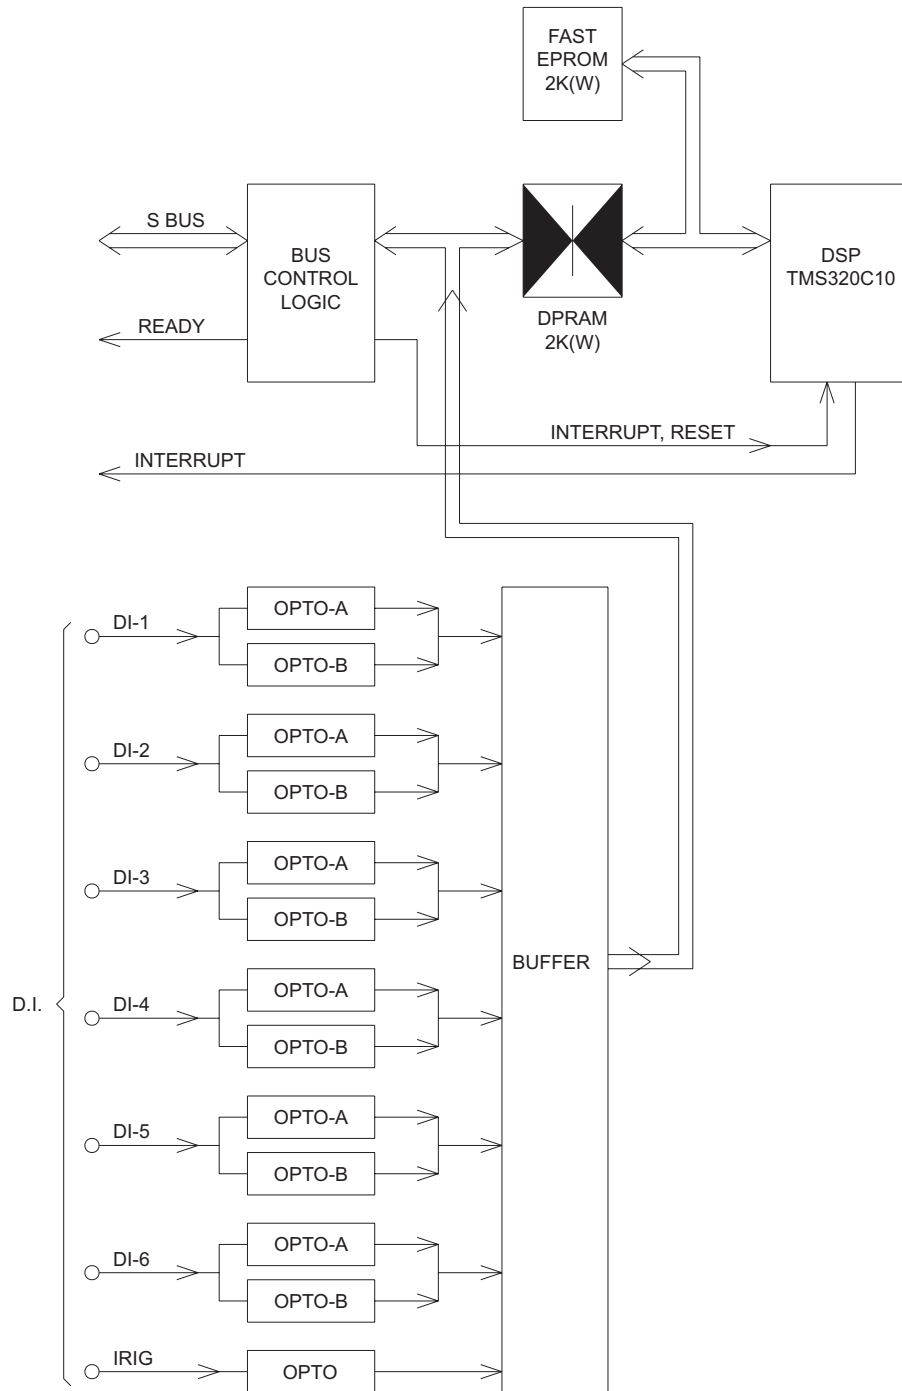 FAST
EPROM
2K(W)
S BUS
BUS
CONTROL
LOGIC
DSP
TMS320C10
DPRAM
2K(W)
READY
INTERRUPT, RESET
INTERRUPT
DI-1
OPTO-A
OPTO-B
DI-2
OPTO-A
OPTO-B
DI-3
OPTO-A
OPTO-B
BUFFER
D.I.
DI-4
OPTO-A
OPTO-B
DI-5
OPTO-A
OPTO-B
DI-6
OPTO-A
OPTO-B
IRIG
OPTO